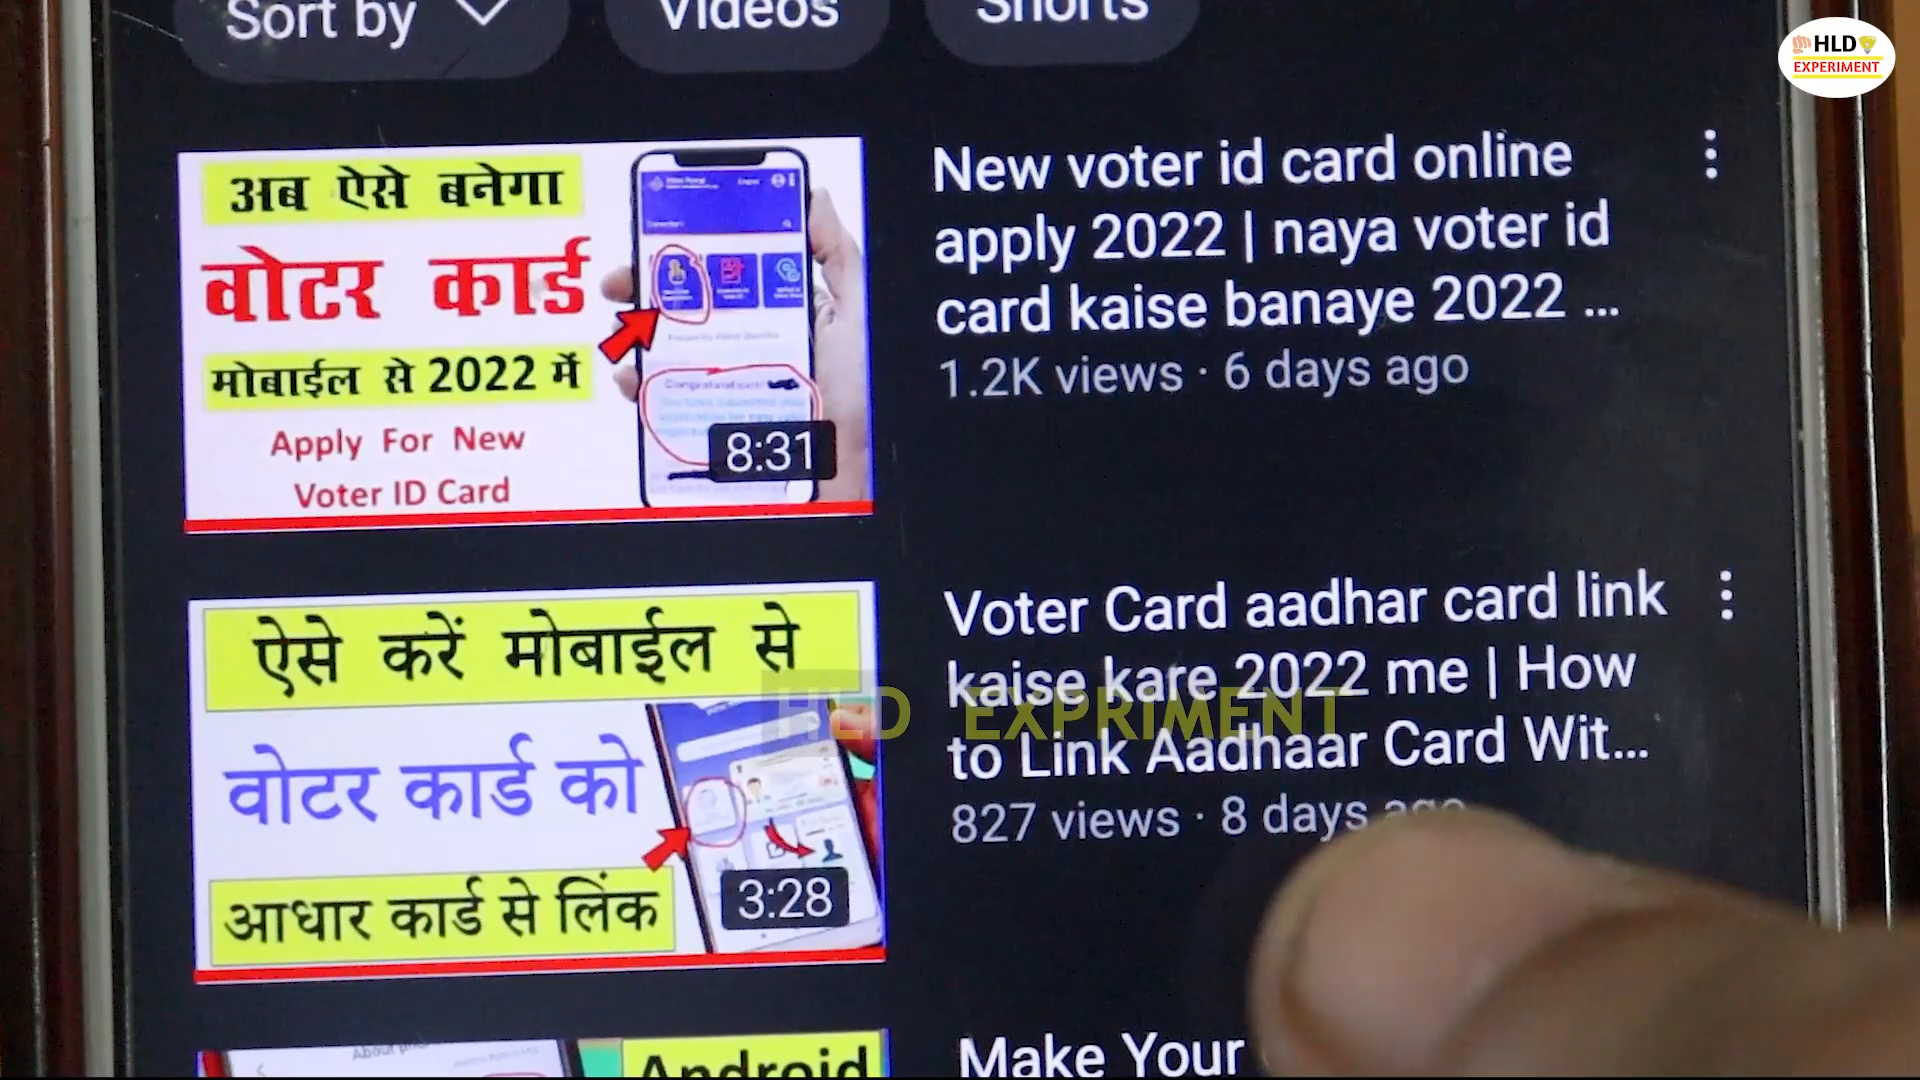 Sort by
Videos
Shorts
HLD
EXPERIMENT
अब ऐसे बनेगा
वोटर कार्ड
मोबाईल से 2022 में
Apply For New
Voter ID Card
Congratulations!
8:31
New voter id card online
apply 2022 | naya voter id
card kaise banaye 2022 ...
1.2K views · 6 days ago
ऐसे करें मोबाईल से
वोटर कार्ड को
आधार कार्ड से लिंक
3:28
Voter Card aadhar card link
kaise kare 2022 me | How
to Link Aadhaar Card Wit...
827 views · 8 days ago
HLD EXPRIMENT
Android
Make Your